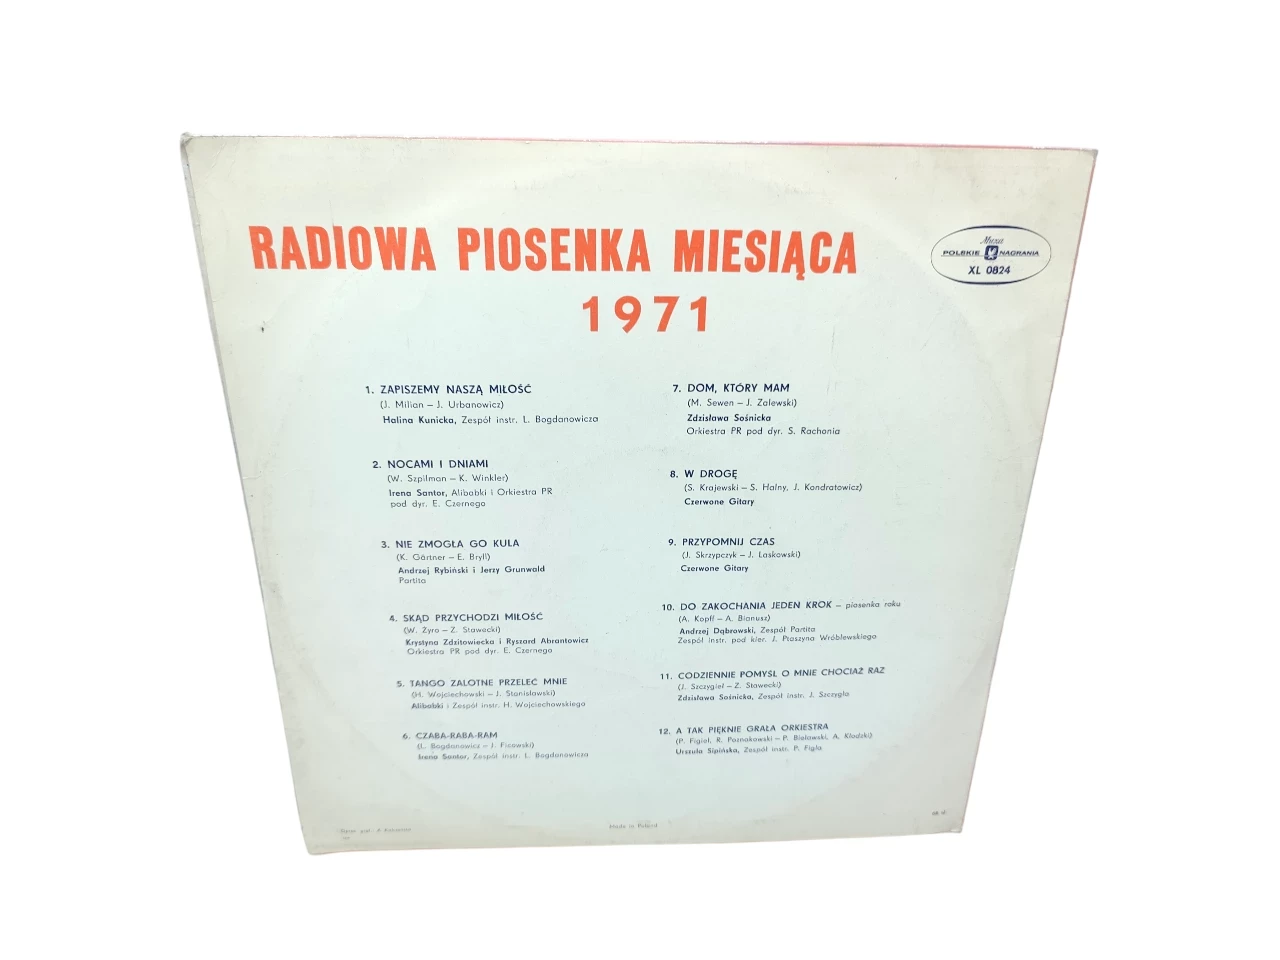 RADIOWA PIOSENKA MIESIĄCA
1971
Muza
POLSKIE NAGRANIA
XL 0824
1. ZAPISZEMY NASZĄ MIŁOŚĆ
(J. Milian – J. Urbanowicz)
Halina Kunicka, Zespół instr. L. Bogdanowicza
2. NOCAMI I DNIAMI
(W. Szpilman – K. Winkler)
Irena Santor, Alibabki i Orkiestra PR
pod dyr. E. Czernego
3. NIE ZMOGŁA GO KULA
(K. Gärtner – E. Bryll)
Andrzej Rybiński i Jerzy Grunwald
Partita
4. SKĄD PRZYCHODZI MIŁOŚĆ
(W. Żyro – Z. Stawecki)
Krystyna Zdzitowiecka i Ryszard Abrantowicz
Orkiestra PR pod dyr. E. Czernego
5. TANGO ZALOTNE PRZELEĆ MNIE
(H. Wojciechowski – J. Stanisławski)
Alibabki i Zespół instr. H. Wojciechowskiego
6. CZABA-RABA-RAM
(L. Bogdanowicz – J. Ficowski)
Irena Santor, Zespół instr. L. Bogdanowicza
7. DOM, KTÓRY MAM
(M. Sewen – J. Zalewski)
Zdzisława Sośnicka
Orkiestra PR pod dyr. S. Rachonia
8. W DROGĘ
(S. Krajewski – S. Halny, J. Kondratowicz)
Czerwone Gitary
9. PRZYPOMNIJ CZAS
(J. Skrzypczyk – J. Laskowski)
Czerwone Gitary
10. DO ZAKOCHANIA JEDEN KROK – piosenka roku
(A. Kopff – A. Bianusz)
Andrzej Dąbrowski, Zespół Partita
Zespół instr. pod kier. J. Ptaszyna Wróblewskiego
11. CODZIENNIE POMYŚL O MNIE CHOCIAŻ RAZ
(J. Szczygieł – Z. Stawecki)
Zdzisława Sośnicka, Zespół instr. J. Szczygła
12. A TAK PIĘKNIE GRAŁA ORKIESTRA
(P. Figiel, R. Poznakowski – P. Bielawski, A. Kłodzki)
Urszula Sipińska, Zespół instr. P. Figla
Made in Poland